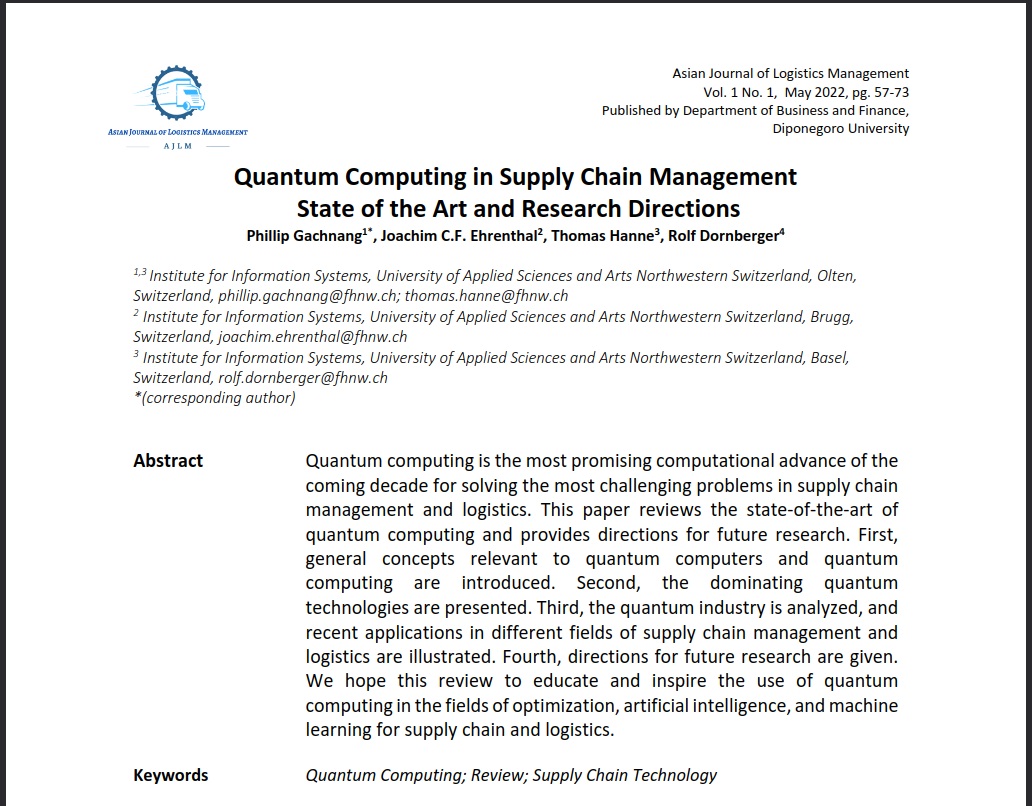 ASIAN JOURNAL OF LOGISTICS MANAGEMENT
AJLM
Asian Journal of Logistics Management
Vol. 1 No. 1, May 2022, pg. 57-73
Published by Department of Business and Finance,
Diponegoro University
Quantum Computing in Supply Chain Management
State of the Art and Research Directions
Phillip Gachnang1*, Joachim C.F. Ehrenthal2, Thomas Hanne3, Rolf Dornberger4
1,3 Institute for Information Systems, University of Applied Sciences and Arts Northwestern Switzerland, Olten,
Switzerland, phillip.gachnang@fhnw.ch; thomas.hanne@fhnw.ch
2 Institute for Information Systems, University of Applied Sciences and Arts Northwestern Switzerland, Brugg,
Switzerland, joachim.ehrenthal@fhnw.ch
3 Institute for Information Systems, University of Applied Sciences and Arts Northwestern Switzerland, Basel,
Switzerland, rolf.dornberger@fhnw.ch
*(corresponding author)
Abstract
Quantum computing is the most promising computational advance of the
coming decade for solving the most challenging problems in supply chain
management and logistics. This paper reviews the state-of-the-art of
quantum computing and provides directions for future research. First,
general concepts relevant to quantum computers and quantum
computing are introduced. Second, the dominating quantum
technologies are presented. Third, the quantum industry is analyzed, and
recent applications in different fields of supply chain management and
logistics are illustrated. Fourth, directions for future research are given.
We hope this review to educate and inspire the use of quantum
computing in the fields of optimization, artificial intelligence, and machine
learning for supply chain and logistics.
Keywords
Quantum Computing; Review; Supply Chain Technology